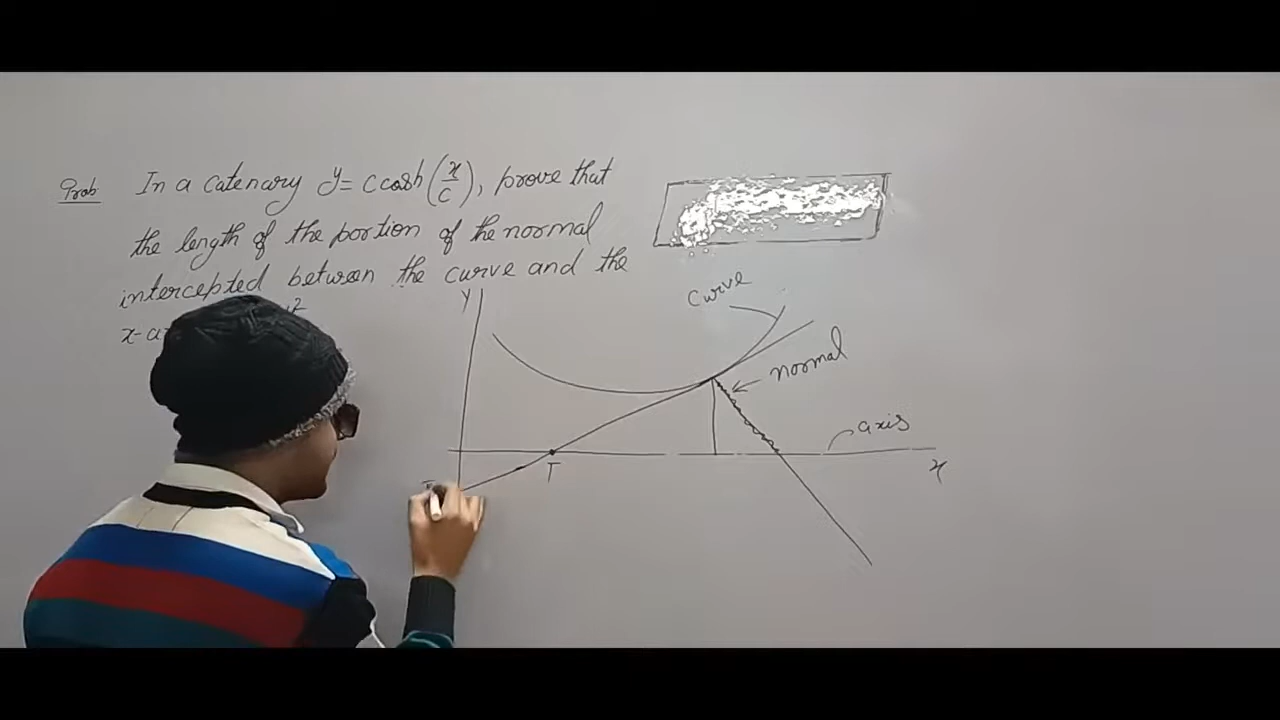 Prob. In a catenary y = c cosh (x/c), prove that
the length of the portion of the normal
intercepted between the curve and the
x-
Y
curve
normal
axis
T
x